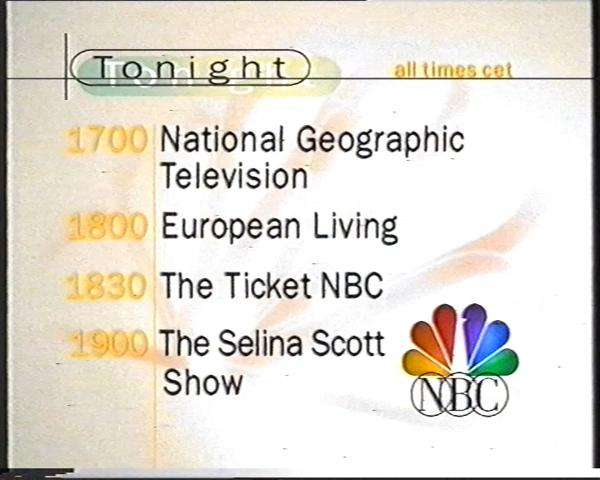 Tonight
all times cet
1700 National Geographic
Television
1800 European Living
1830 The Ticket NBC
1900 The Selina Scott
Show
NBC